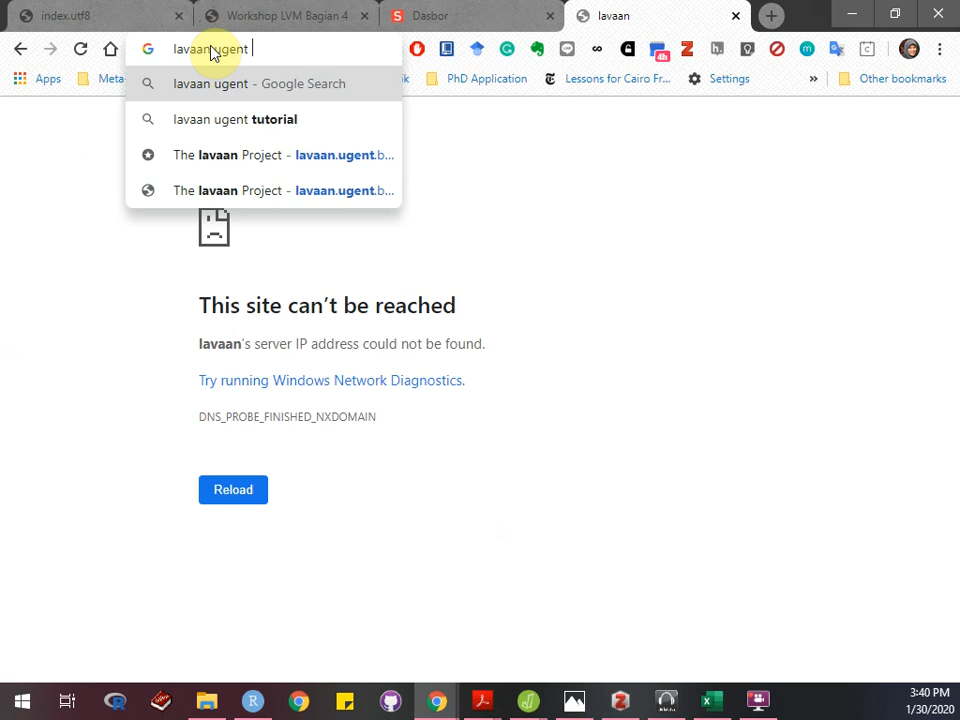 index.utf8
Workshop LVM Bagian 4
Dasbor
lavaan
lavaan ugent
Apps
Meta-
PhD Application
Lessons for Cairo Fr...
Settings
»
Other bookmarks
4h
lavaan ugent - Google Search
lavaan ugent tutorial
The lavaan Project - lavaan.ugent.b...
The lavaan Project - lavaan.ugent.b...
This site can't be reached
lavaan's server IP address could not be found.
Try running Windows Network Diagnostics.
DNS_PROBE_FINISHED_NXDOMAIN
Reload
3:40 PM
1/30/2020